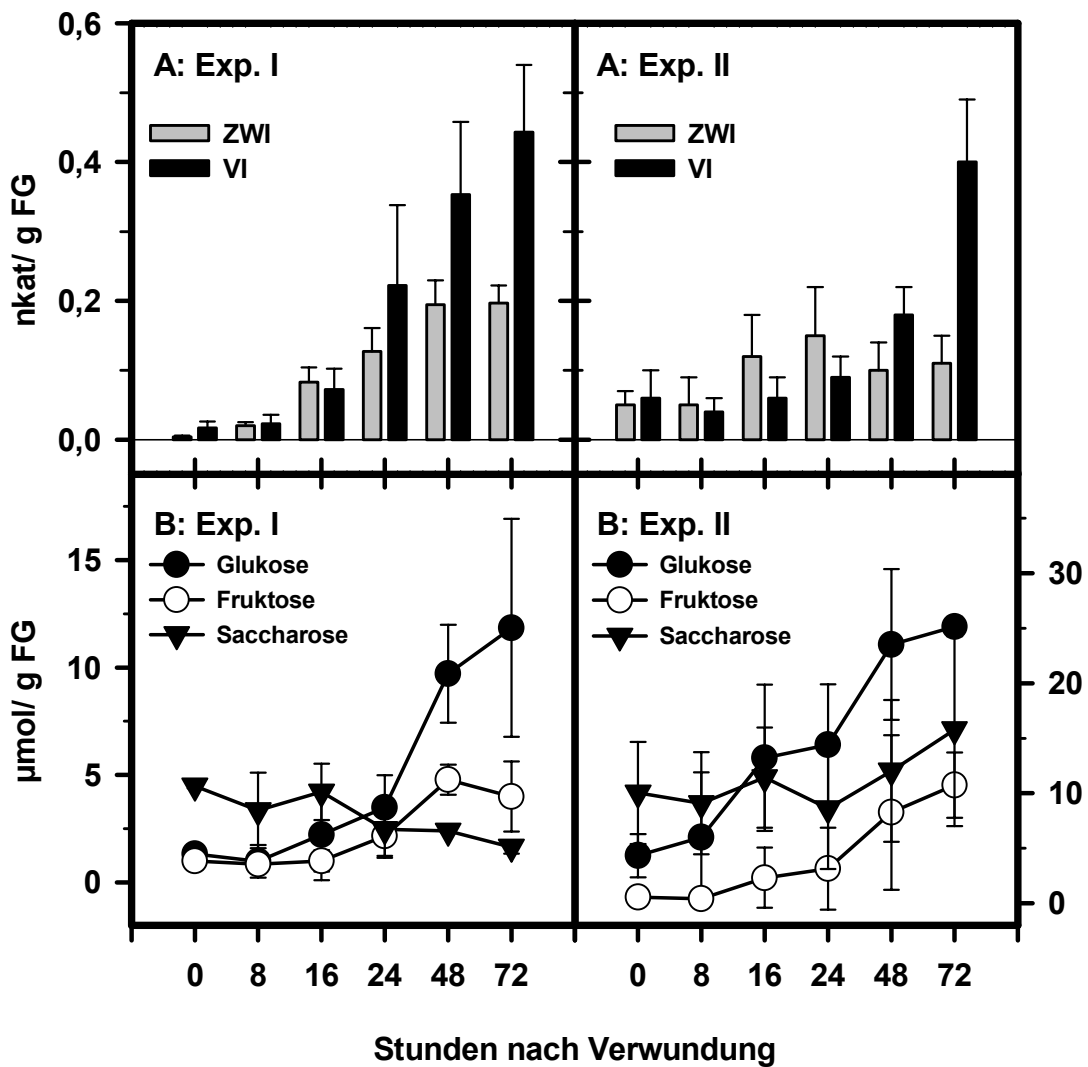 0,6
0,4
0,2
0,0
nkat/ g FG
A: Exp. I
ZWI
VI
A: Exp. II
ZWI
VI
15
10
5
0
µmol/ g FG
B: Exp. I
Glukose
Fruktose
Saccharose
B: Exp. II
Glukose
Fruktose
Saccharose
30
20
10
0
0 8 16 24 48 72 0 8 16 24 48 72
Stunden nach Verwundung